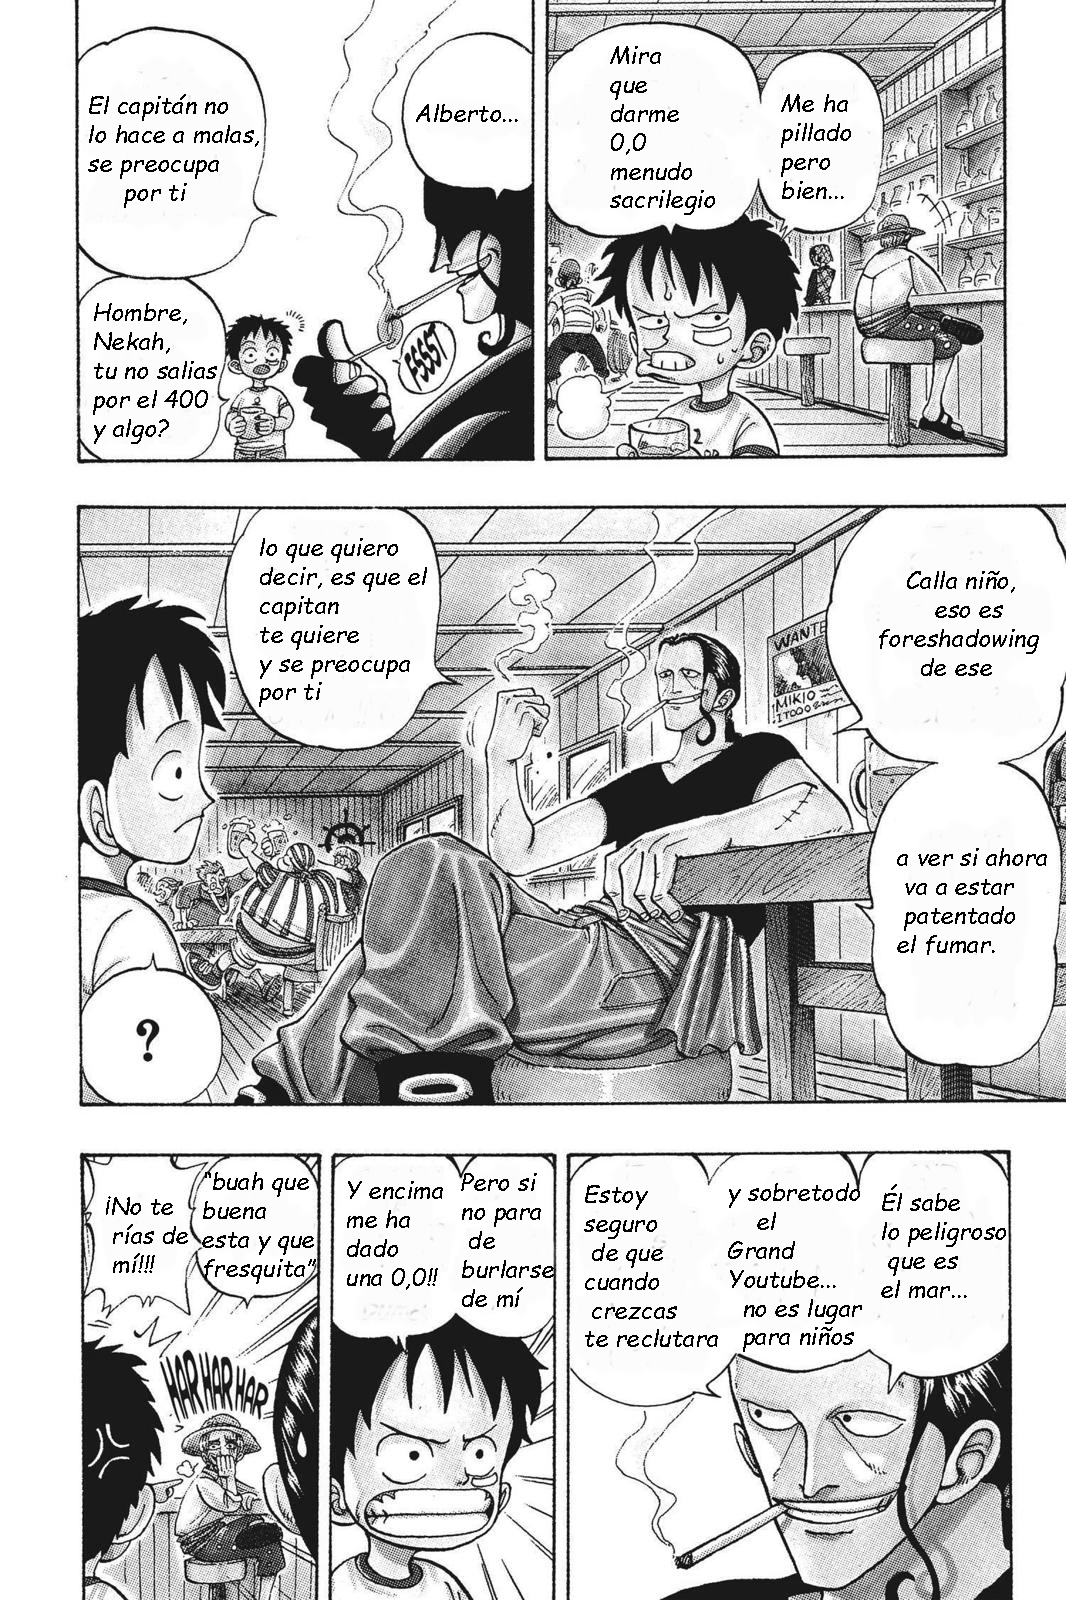 Me ha
pillado
pero
bien...
Mira
que
darme
0,0
menudo
sacrilegio
2
Alberto...
El capitán no
lo hace a malas,
se preocupa
por ti
FSSST
Hombre,
Nekah,
tu no salias
por el 400
y algo?
Calla niño,
eso es
foreshadowing
de ese
a ver si ahora
va a estar
patentado
el fumar.
WANTE
MIKIO
ITOOO
lo que quiero
decir, es que el
capitan
te quiere
y se preocupa
por ti
?
Él sabe
lo peligroso
que es
el mar...
y sobretodo
el
Grand
Youtube...
no es lugar
para niños
Estoy
seguro
de que
cuando
crezcas
te reclutara
Pero si
no para
de
burlarse
de mí
Y encima
me ha
dado
una 0,0!!
"buah que
buena
esta y que
fresquita"
¡No te
rías de
mí!!!
HAR HAR HAR